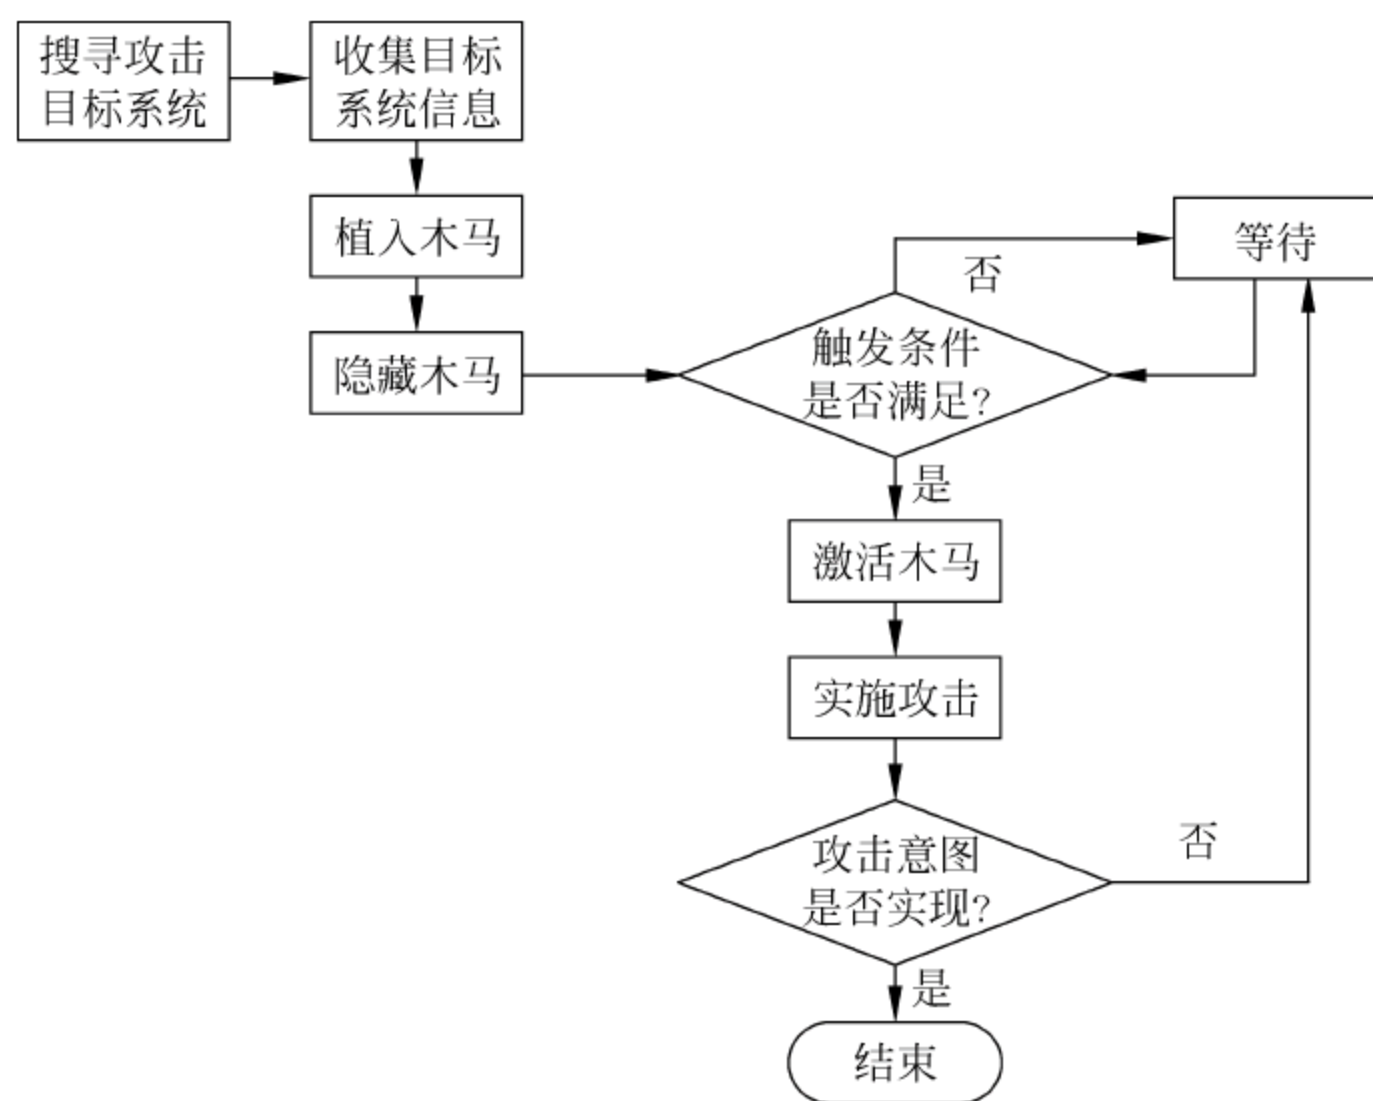 搜寻攻击
目标系统
收集目标
系统信息
植入木马
隐藏木马
触发条件
是否满足?
否
等待
是
激活木马
实施攻击
攻击意图
是否实现?
否
是
结束